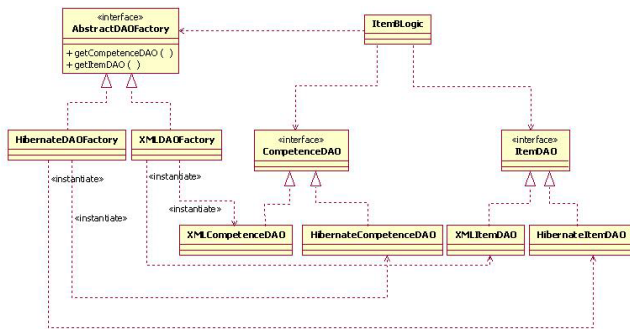 «interface»
AbstractDAOFactory
+ getCompetenceDAO ( )
+ getItemDAO ( )
ItemBLogic
HibernateDAOFactory
XMLDAOFactory
«interface»
CompetenceDAO
«interface»
ItemDAO
«instantiate»
«instantiate»
«instantiate»
«instantiate»
XMLCompetenceDAO
HibernateCompetenceDAO
XMLItemDAO
HibernateItemDAO